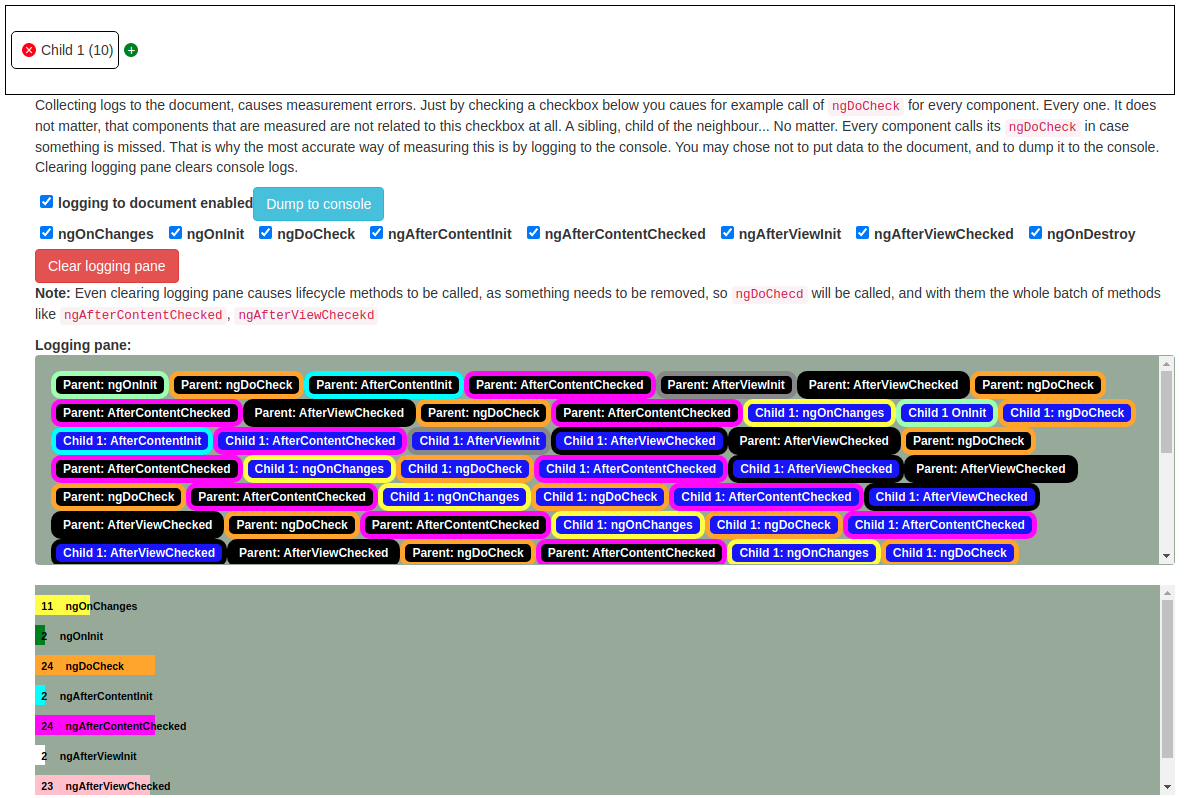 Child 1 (10)
Collecting logs to the document, causes measurement errors. Just by checking a checkbox below you caues for example call of ngDoCheck for every component. Every one. It does
not matter, that components that are measured are not related to this checkbox at all. A sibling, child of the neighbour... No matter. Every component calls its ngDoCheck in case
something is missed. That is why the most accurate way of measuring this is by logging to the console. You may chose not to put data to the document, and to dump it to the console.
Clearing logging pane clears console logs.
logging to document enabled Dump to console
ngOnChanges ngOnInit ngDoCheck ngAfterContentInit ngAfterContentChecked ngAfterViewInit ngAfterViewChecked ngOnDestroy
Clear logging pane
Note: Even clearing logging pane causes lifecycle methods to be called, as something needs to be removed, so ngDoChecd will be called, and with them the whole batch of methods
like ngAfterContentChecked, ngAfterViewChecekd
Logging pane:
Parent: ngOnInit Parent: ngDoCheck Parent: AfterContentInit Parent: AfterContentChecked Parent: AfterViewInit Parent: AfterViewChecked Parent: ngDoCheck
Parent: AfterContentChecked Parent: AfterViewChecked Parent: ngDoCheck Parent: AfterContentChecked Child 1: ngOnChanges Child 1 OnInit Child 1: ngDoCheck
Child 1: AfterContentInit Child 1: AfterContentChecked Child 1: AfterViewInit Child 1: AfterViewChecked Parent: AfterViewChecked Parent: ngDoCheck
Parent: AfterContentChecked Child 1: ngOnChanges Child 1: ngDoCheck Child 1: AfterContentChecked Child 1: AfterViewChecked Parent: AfterViewChecked
Parent: ngDoCheck Parent: AfterContentChecked Child 1: ngOnChanges Child 1: ngDoCheck Child 1: AfterContentChecked Child 1: AfterViewChecked
Parent: AfterViewChecked Parent: ngDoCheck Parent: AfterContentChecked Child 1: ngOnChanges Child 1: ngDoCheck Child 1: AfterContentChecked
Child 1: AfterViewChecked Parent: AfterViewChecked Parent: ngDoCheck Parent: AfterContentChecked Child 1: ngOnChanges Child 1: ngDoCheck
11 ngOnChanges
2 ngOnInit
24 ngDoCheck
2 ngAfterContentInit
24 ngAfterContentChecked
2 ngAfterViewInit
23 ngAfterViewChecked